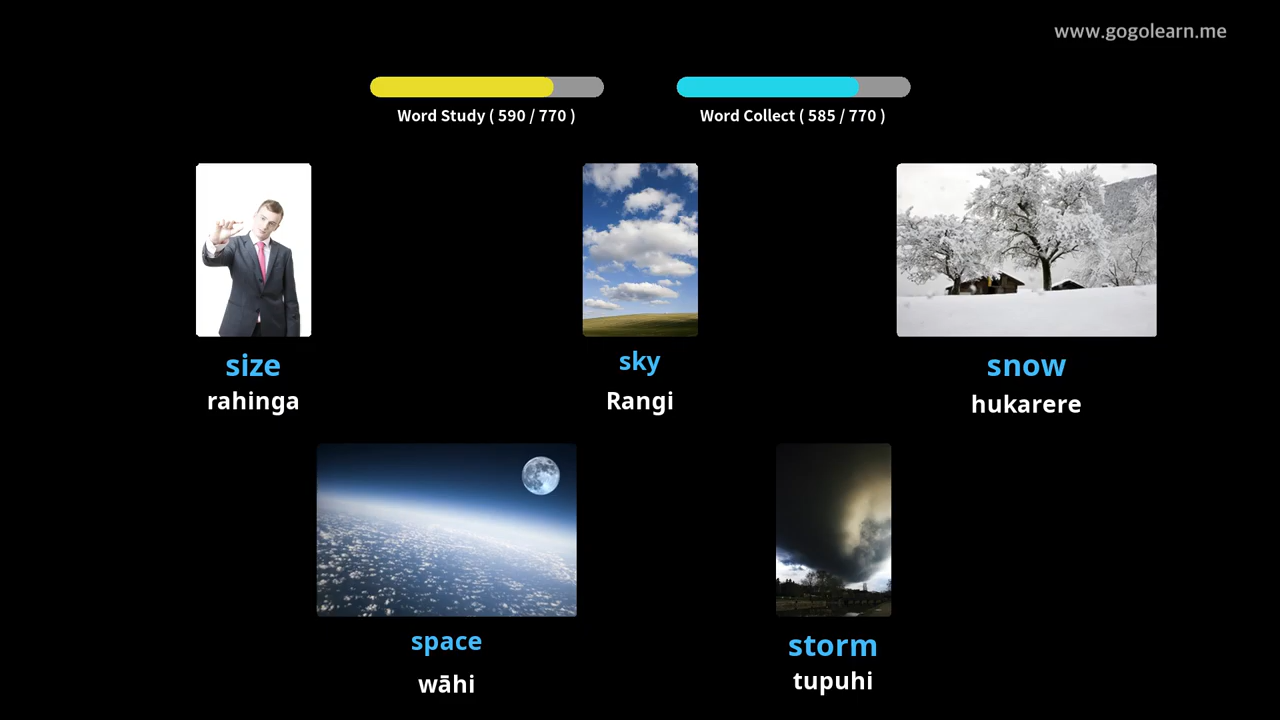 www.gogolearn.me
Word Study ( 590 / 770 )
Word Collect ( 585 / 770 )
size
rahinga
sky
Rangi
snow
hukarere
space
wāhi
storm
tupuhi